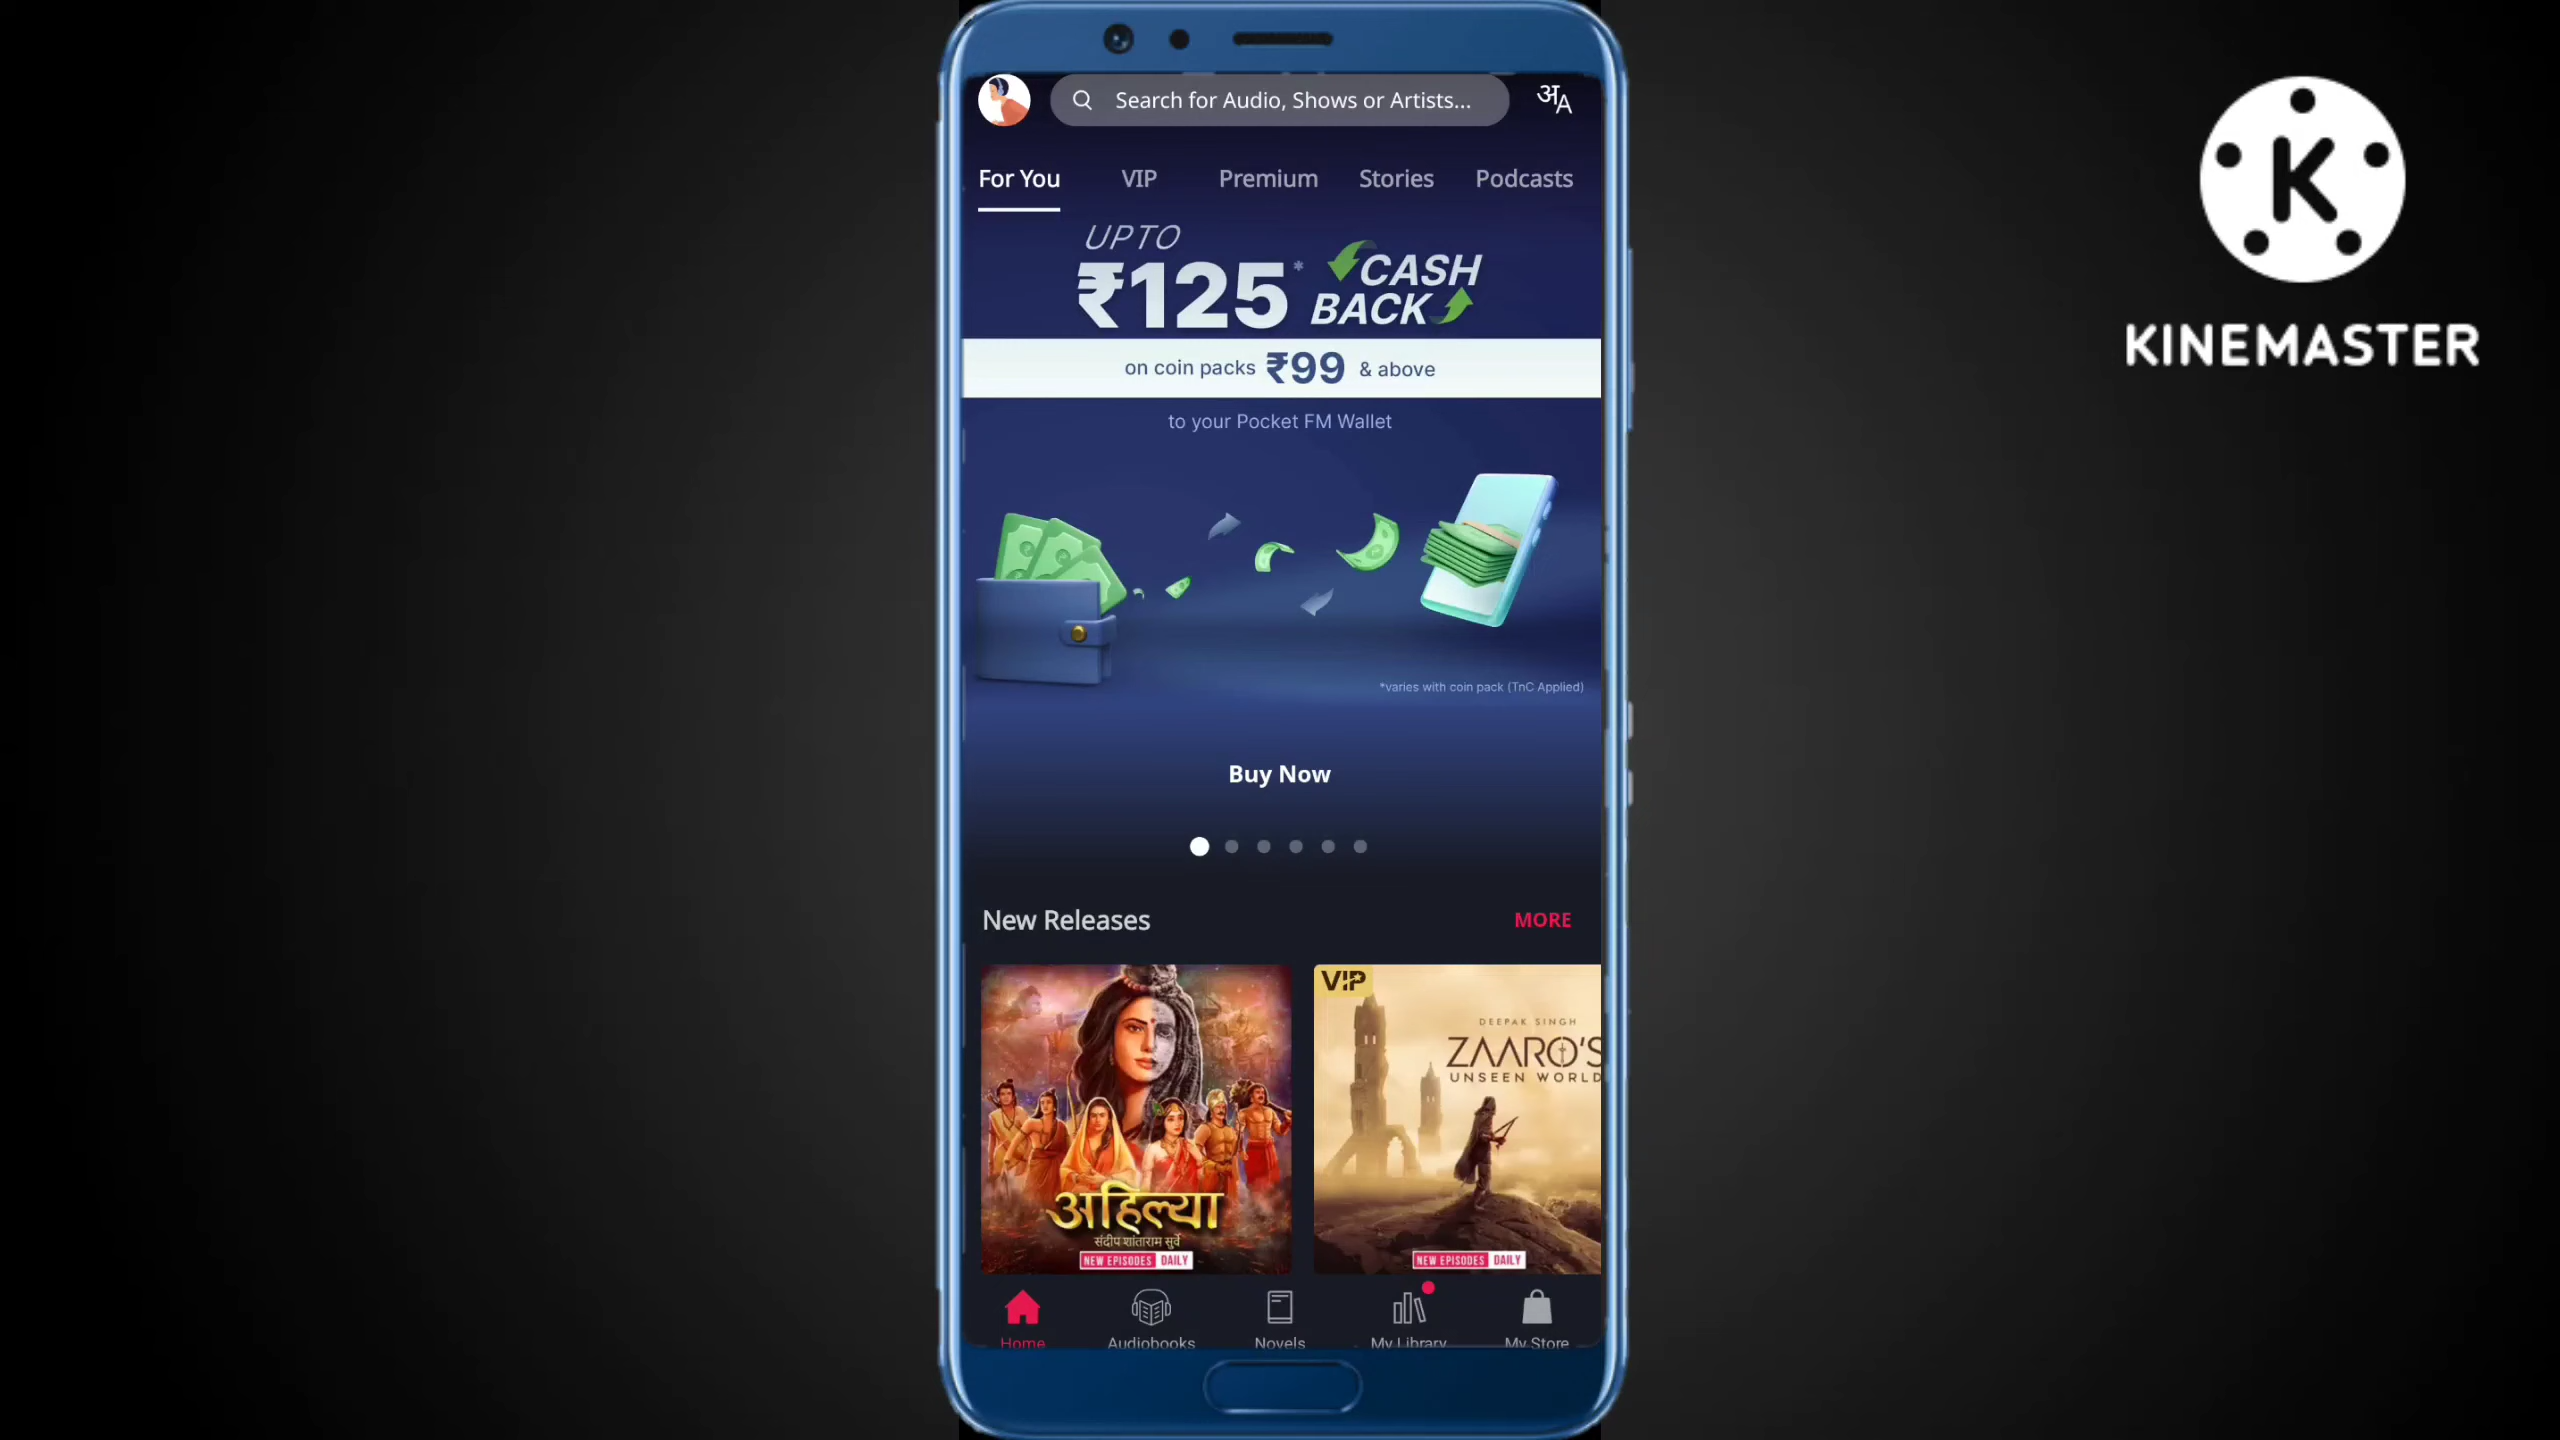 Search for Audio, Shows or Artists...
अA
For You VIP Premium Stories Podcasts
UPTO
₹125* CASH
BACK
on coin packs ₹99 & above
to your Pocket FM Wallet
*varies with coin pack (TnC Applied)
Buy Now
New Releases MORE
अहिल्या
संदीप शांताराम सुर्वे
NEW EPISODES DAILY
VIP
DEEPAK SINGH
ZAARO'S
UNSEEN WORLD
NEW EPISODES DAILY
Home Audiobooks Novels My Library My Store
K
KINEMASTER